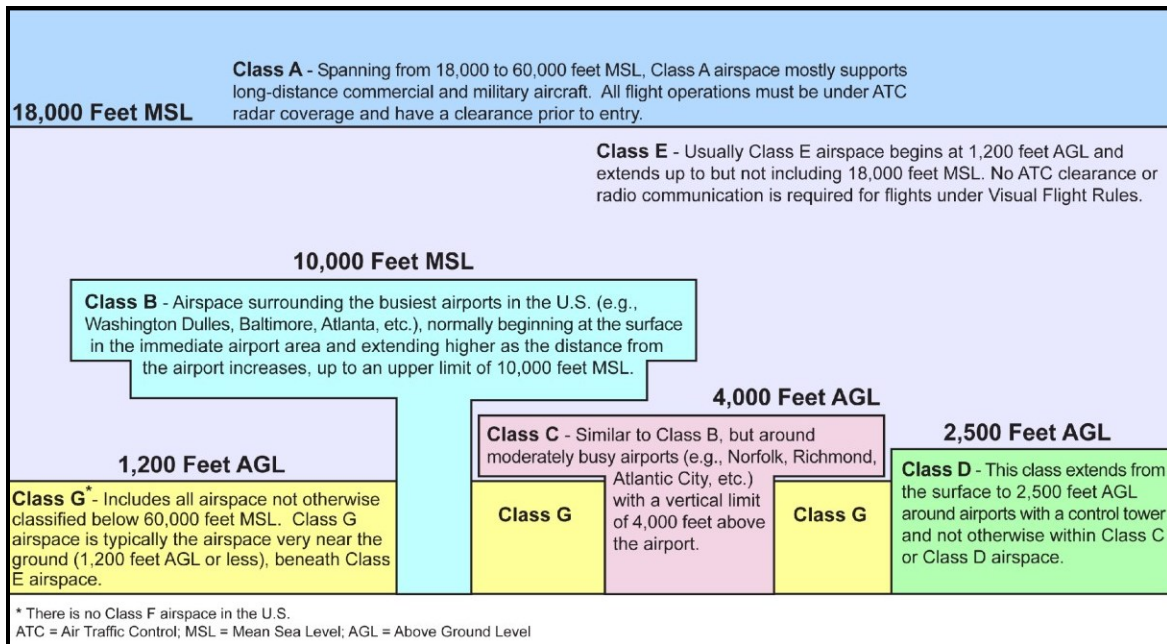 Class A - Spanning from 18,000 to 60,000 feet MSL, Class A airspace mostly supports
long-distance commercial and military aircraft. All flight operations must be under ATC
radar coverage and have a clearance prior to entry.
18,000 Feet MSL
Class E - Usually Class E airspace begins at 1,200 feet AGL and
extends up to but not including 18,000 feet MSL. No ATC clearance or
radio communication is required for flights under Visual Flight Rules.
10,000 Feet MSL
Class B - Airspace surrounding the busiest airports in the U.S. (e.g.,
Washington Dulles, Baltimore, Atlanta, etc.), normally beginning at the surface
in the immediate airport area and extending higher as the distance from
the airport increases, up to an upper limit of 10,000 feet MSL.
4,000 Feet AGL
Class C - Similar to Class B, but around
moderately busy airports (e.g., Norfolk, Richmond,
Atlantic City, etc.)
with a vertical limit
of 4,000 feet above
the airport.
2,500 Feet AGL
Class D - This class extends from
the surface to 2,500 feet AGL
around airports with a control tower
and not otherwise within Class C
or Class D airspace.
1,200 Feet AGL
Class G* - Includes all airspace not otherwise
classified below 60,000 feet MSL. Class G
airspace is typically the airspace very near the
ground (1,200 feet AGL or less), beneath Class
E airspace.
Class G
Class G
* There is no Class F airspace in the U.S.
ATC = Air Traffic Control; MSL = Mean Sea Level; AGL = Above Ground Level